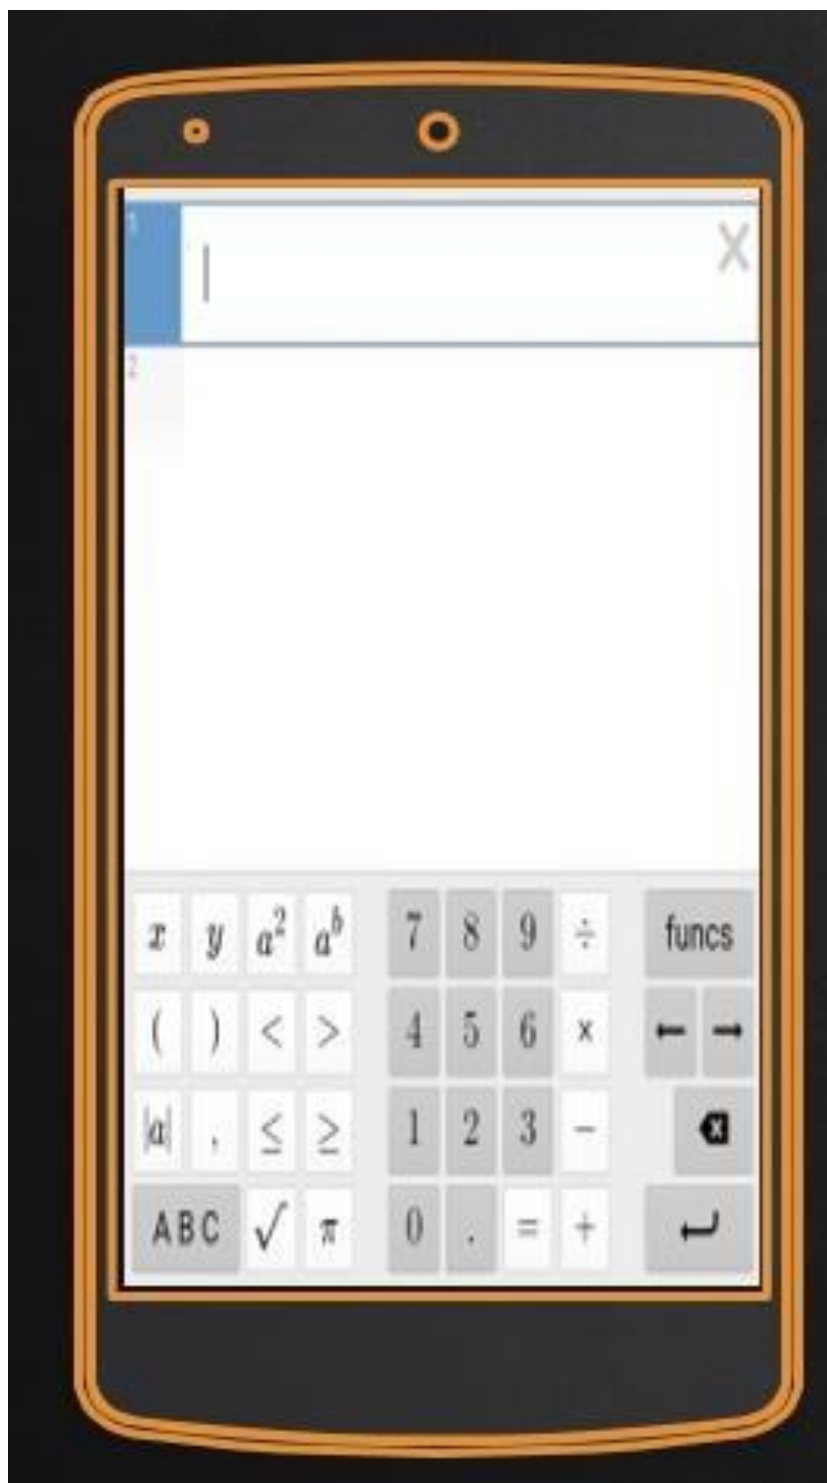 1
X
2
x y a² aᵇ 7 8 9 ÷ funcs
( ) < > 4 5 6 × ← →
|a| , ≤ ≥ 1 2 3 −
ABC √ π 0 . = +